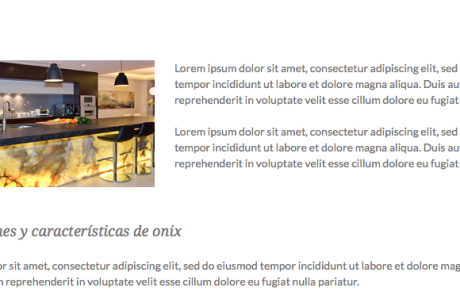 Lorem ipsum dolor sit amet, consectetur adipiscing elit, sed
tempor incididunt ut labore et dolore magna aliqua. Duis au
reprehenderit in voluptate velit esse cillum dolore eu fugiat
Lorem ipsum dolor sit amet, consectetur adipiscing elit, sed
tempor incididunt ut labore et dolore magna aliqua. Duis au
reprehenderit in voluptate velit esse cillum dolore eu fugiat
nes y características de onix
or sit amet, consectetur adipiscing elit, sed do eiusmod tempor incididunt ut labore et dolore mag
n reprehenderit in voluptate velit esse cillum dolore eu fugiat nulla pariatur.